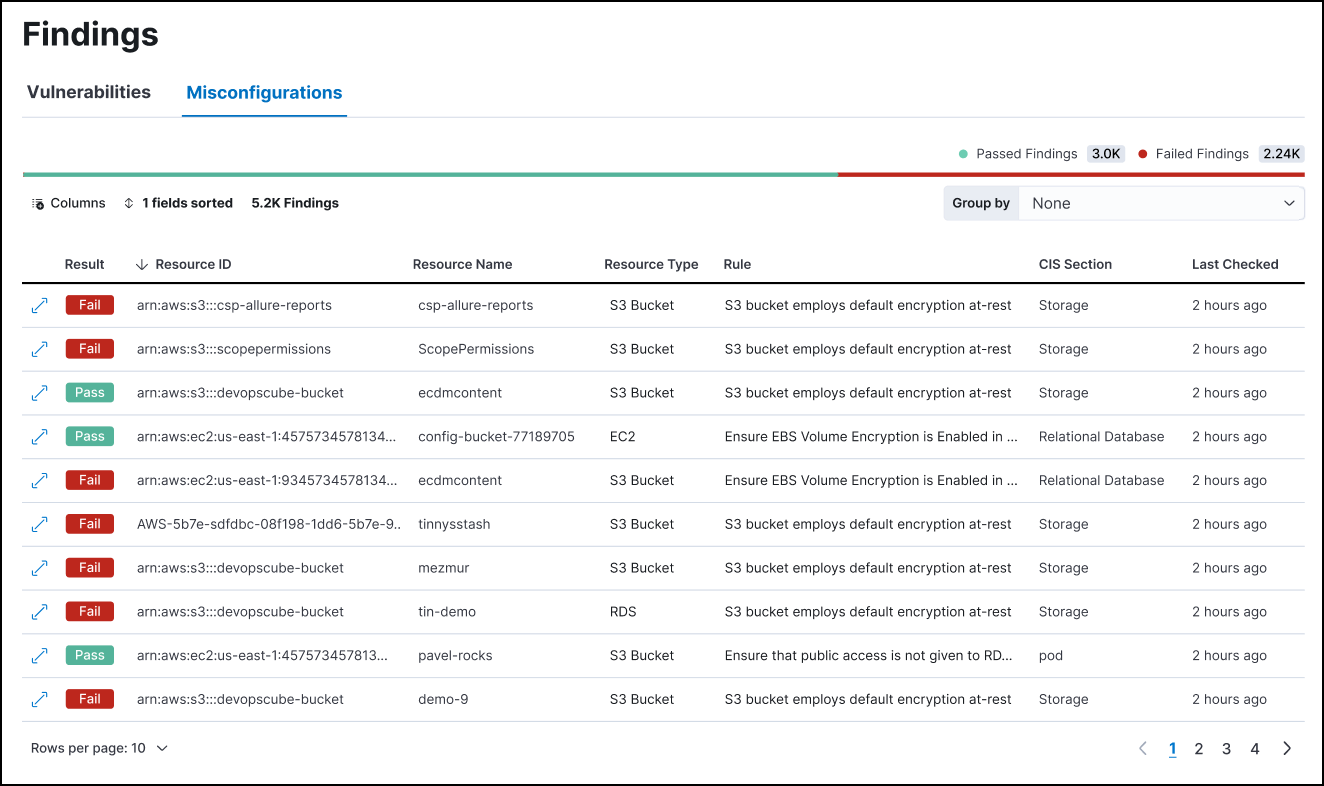 Findings
Vulnerabilities Misconfigurations
Passed Findings 3.0K Failed Findings 2.24K
Columns 1 fields sorted 5.2K Findings Group by None
Result Resource ID Resource Name Resource Type Rule CIS Section Last Checked
Fail arn:aws:s3:::csp-allure-reports csp-allure-reports S3 Bucket S3 bucket employs default encryption at-rest Storage 2 hours ago
Fail arn:aws:s3:::scopepermissions ScopePermissions S3 Bucket S3 bucket employs default encryption at-rest Storage 2 hours ago
Pass arn:aws:s3:::devopscube-bucket ecdmcontent S3 Bucket S3 bucket employs default encryption at-rest Storage 2 hours ago
Pass arn:aws:ec2:us-east-1:4575734578134... config-bucket-77189705 EC2 Ensure EBS Volume Encryption is Enabled in ... Relational Database 2 hours ago
Fail arn:aws:ec2:us-east-1:9345734578134... ecdmcontent S3 Bucket Ensure EBS Volume Encryption is Enabled in ... Relational Database 2 hours ago
Fail AWS-5b7e-sdfdbc-08f198-1dd6-5b7e-9.. tinnysstash S3 Bucket S3 bucket employs default encryption at-rest Storage 2 hours ago
Fail arn:aws:s3:::devopscube-bucket mezmur S3 Bucket S3 bucket employs default encryption at-rest Storage 2 hours ago
Fail arn:aws:s3:::devopscube-bucket tin-demo RDS S3 bucket employs default encryption at-rest Storage 2 hours ago
Pass arn:aws:ec2:us-east-1:457573457813... pavel-rocks S3 Bucket Ensure that public access is not given to RD... pod 2 hours ago
Fail arn:aws:s3:::devopscube-bucket demo-9 S3 Bucket S3 bucket employs default encryption at-rest Storage 2 hours ago
Rows per page: 10 1 2 3 4